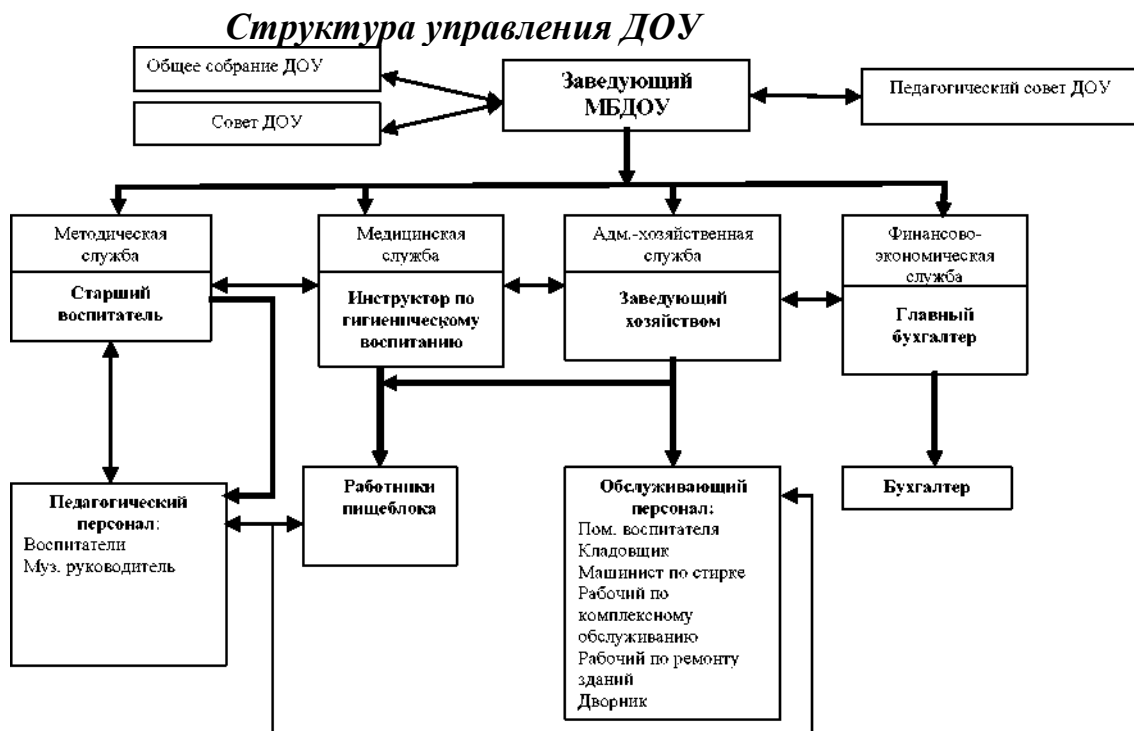 Структура управления ДОУ
Общее собрание ДОУ
Заведующий
МБДОУ
Педагогический совет ДОУ
Совет ДОУ
Методическая
служба
Старший
воспитатель
Медицинская
служба
Инструктор по
гигиеническому
воспитанию
Адм.-хозяйственная
служба
Заведующий
хозяйством
Финансово-
экономическая
служба
Главный
бухгалтер
Педагогический
персонал:
Воспитатели
Муз. руководитель
Работники
пищеблока
Обслуживающий
персонал:
Пом. воспитателя
Кладовщик
Машинист по стирке
Рабочий по
комплексному
обслуживанию
Рабочий по ремонту
зданий
Дворник
Бухгалтер